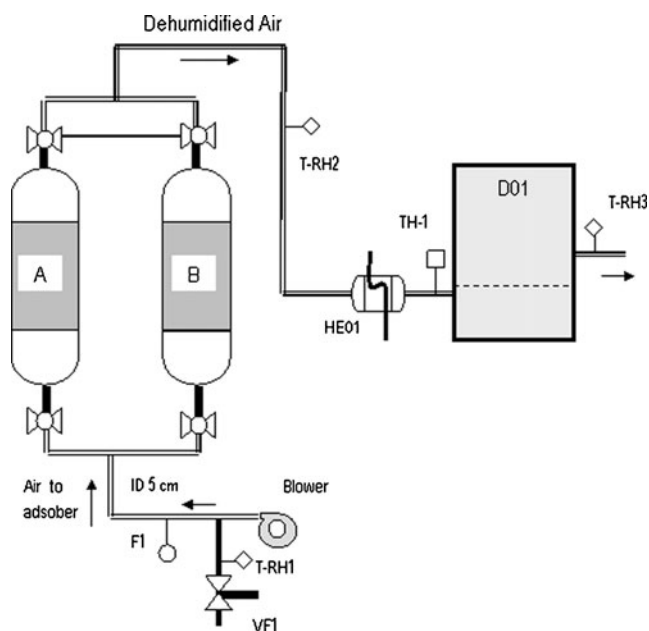 Dehumidified Air
T-RH2
D01
T-RH3
TH-1
A
B
HE01
Air to
adsober
ID 5 cm
Blower
F1
T-RH1
VF1